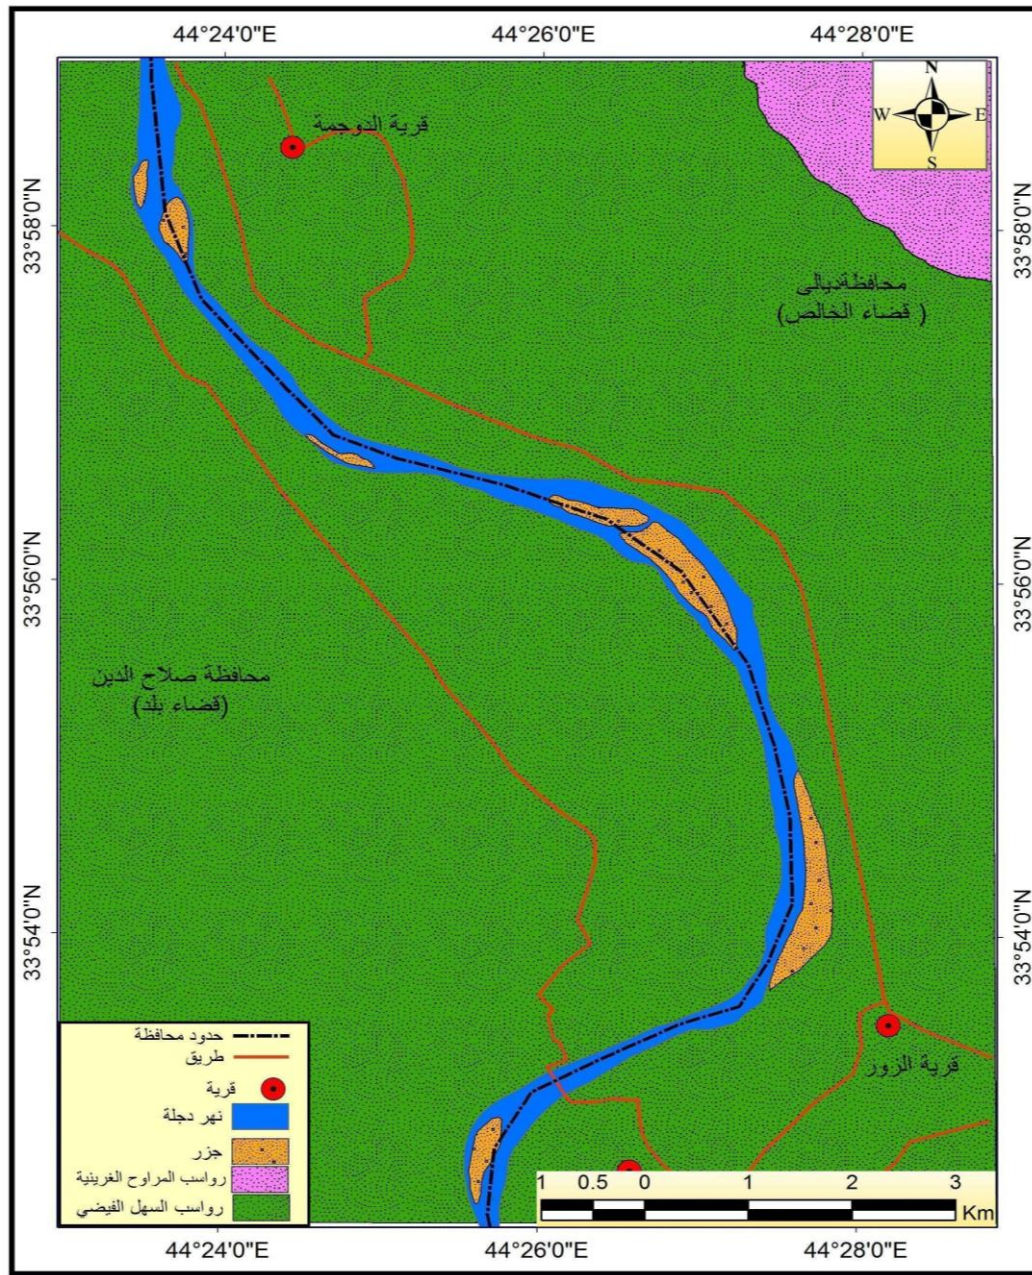 44°24'0"E 44°26'0"E 44°28'0"E
N
W E
S
قرية الدوجمة
33°58'0"N 33°58'0"N
محافظةديالى
( قضاء الخالص)
33°56'0"N 33°56'0"N
محافظة صلاح الدين
(قضاء بلد)
33°54'0"N 33°54'0"N
قرية الزور
حدود محافظة
طريق
قرية
نهر دجلة
جزر
رواسب المراوح الغرينية
رواسب السهل الفيضي
1 0.5 0 1 2 3
Km
44°24'0"E 44°26'0"E 44°28'0"E